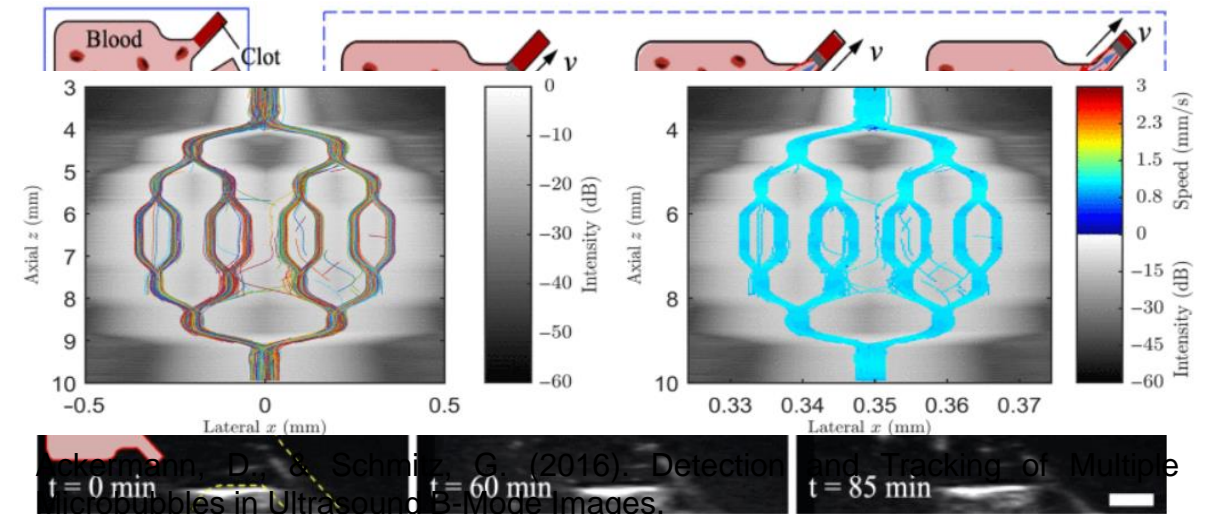 Blood
Clot
v
v
v
3
4
5
6
7
8
9
10
Axial z (mm)
−0.5
0
0.5
Lateral x (mm)
0
−10
−20
−30
−40
−50
−60
Intensity (dB)
4
6
8
10
Axial z (mm)
0.33
0.34
0.35
0.36
0.37
Lateral x (mm)
3
2.3
1.5
0.8
0
−15
−30
−45
−60
Speed (mm/s)
Intensity (dB)
Ackermann, D., & Schmitz, G. (2016). Detection and Tracking of Multiple
Microbubbles in Ultrasound B-Mode Images.
t = 0 min
t = 60 min
t = 85 min